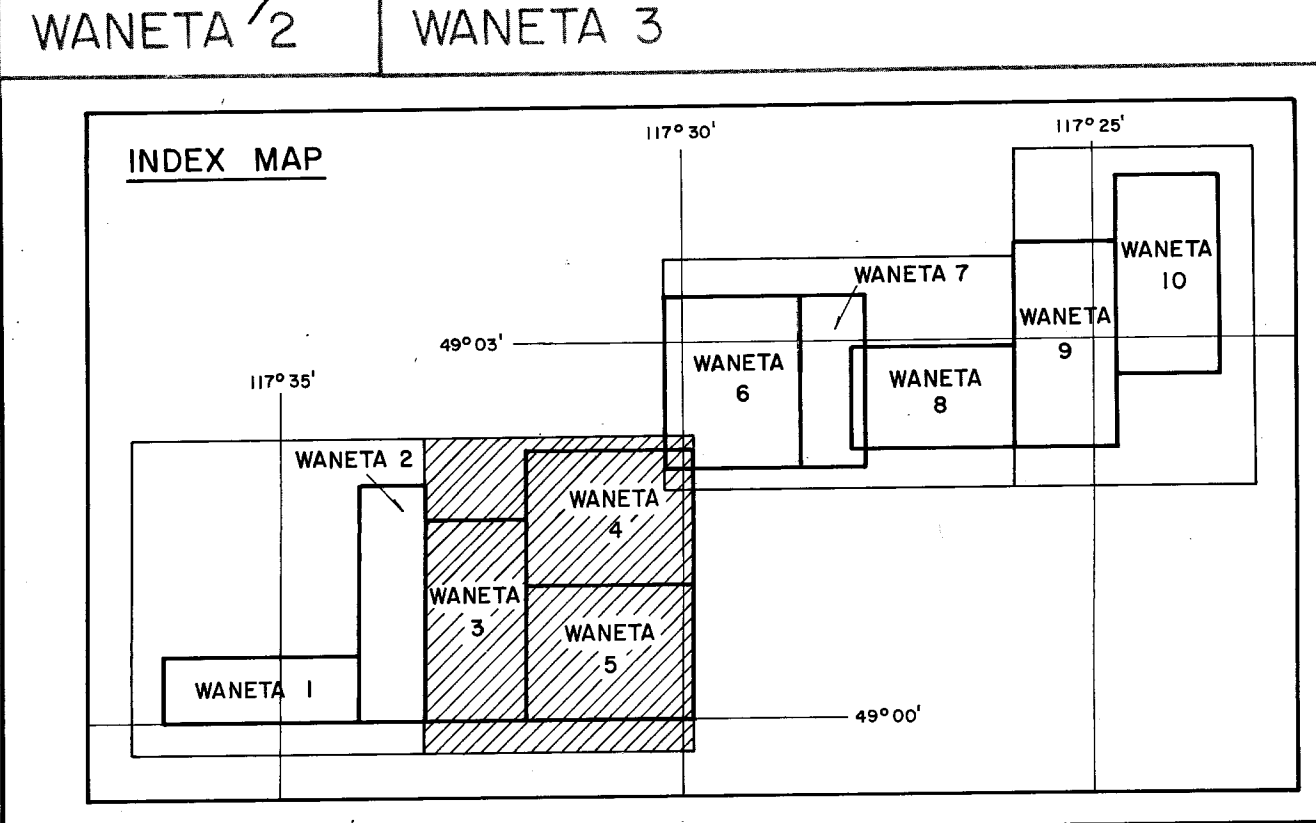 WANETA 2
WANETA 3
INDEX MAP
117° 30'
117° 25'
WANETA
10
WANETA 7
WANETA
9
49° 03'
WANETA
6
WANETA
8
117° 35'
WANETA 2
WANETA
4
WANETA
3
WANETA
5
WANETA 1
49° 00'